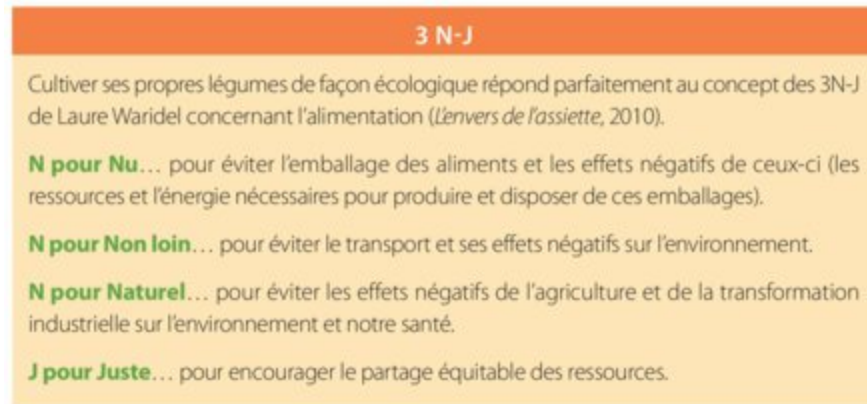 3 N-J
Cultiver ses propres légumes de façon écologique répond parfaitement au concept des 3N-J
de Laure Waridel concernant l'alimentation (L'envers de l'assiette, 2010).
N pour Nu… pour éviter l'emballage des aliments et les effets négatifs de ceux-ci (les
ressources et l'énergie nécessaires pour produire et disposer de ces emballages).
N pour Non loin… pour éviter le transport et ses effets négatifs sur l'environnement.
N pour Naturel… pour éviter les effets négatifs de l'agriculture et de la transformation
industrielle sur l'environnement et notre santé.
J pour Juste… pour encourager le partage équitable des ressources.